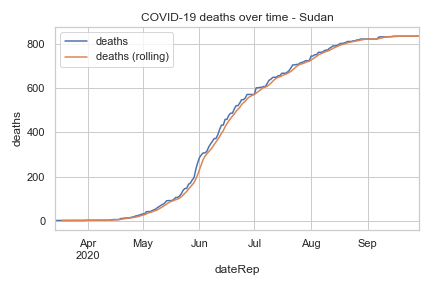 COVID-19 deaths over time - Sudan
deaths
deaths (rolling)
deaths
800
600
400
200
0
Apr May Jun Jul Aug Sep
2020
dateRep